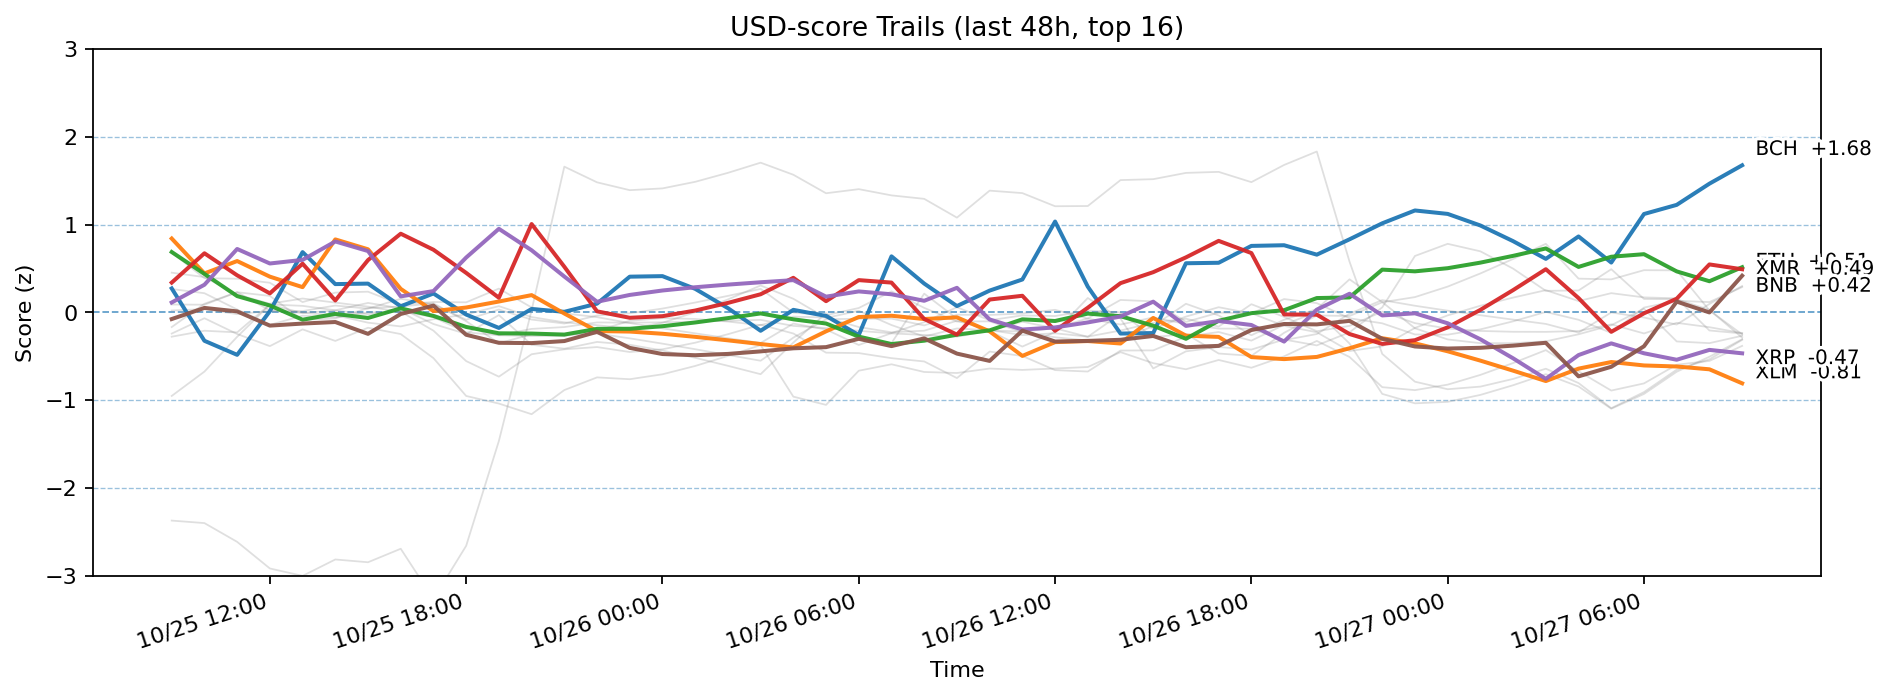 USD-score Trails (last 48h, top 16)
Score (z)
3
2
1
0
−1
−2
−3
BCH +1.68
ETH +0.51
XMR +0.49
BNB +0.42
XRP -0.47
XLM -0.81
10/25 12:00
10/25 18:00
10/26 00:00
10/26 06:00
10/26 12:00
10/26 18:00
10/27 00:00
10/27 06:00
Time